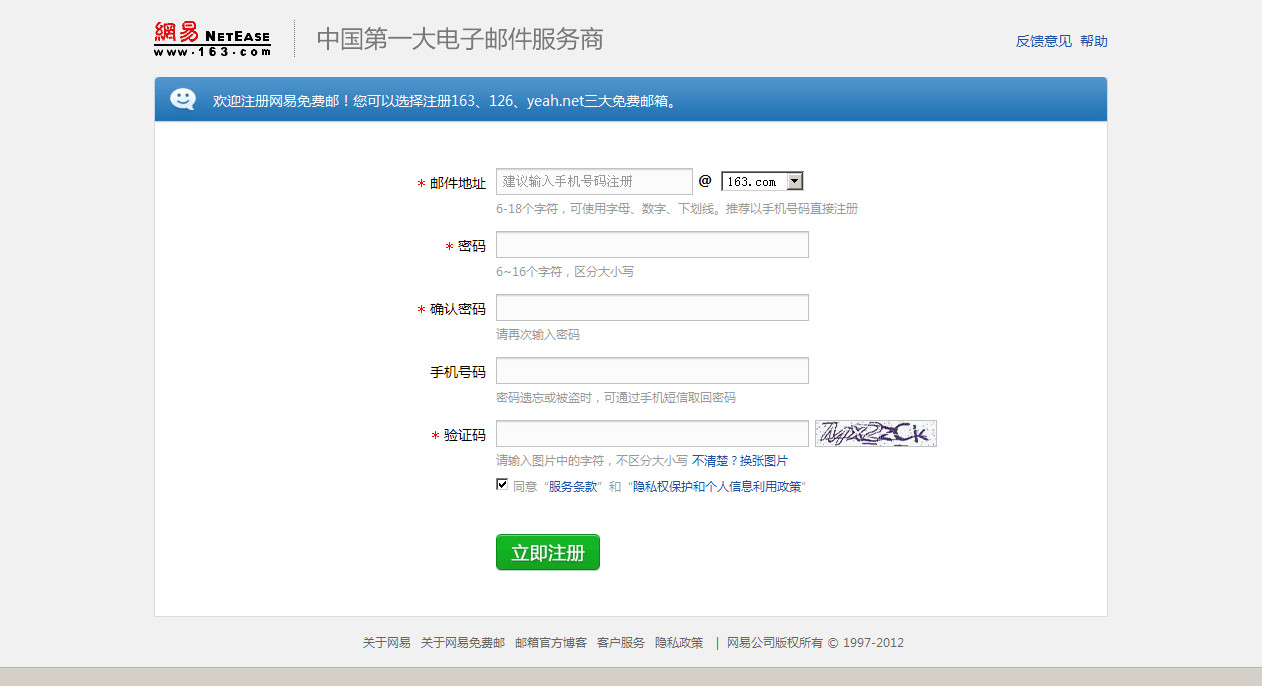 網易 NETEASE
www.163.com
中国第一大电子邮件服务商
反馈意见 帮助
欢迎注册网易免费邮！您可以选择注册163、126、yeah.net三大免费邮箱。
* 邮件地址 建议输入手机号码注册 @ 163.com
6-18个字符，可使用字母、数字、下划线。推荐以手机号码直接注册
* 密码
6~16个字符，区分大小写
* 确认密码
请再次输入密码
手机号码
密码遗忘或被盗时，可通过手机短信取回密码
* 验证码
请输入图片中的字符，不区分大小写 不清楚？换张图片
同意“服务条款”和“隐私权保护和个人信息利用政策”
立即注册
关于网易 关于网易免费邮 邮箱官方博客 客户服务 隐私政策 | 网易公司版权所有 © 1997-2012